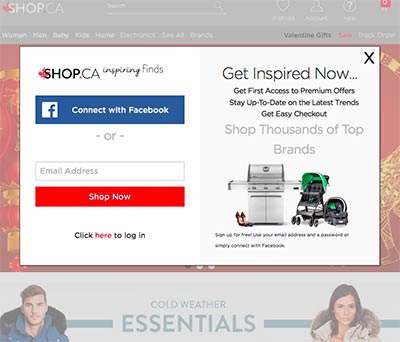 SHOP.CA
Wishlists
Account
Help
0
Women Men Baby Kids Home Electronics See All Brands
Valentine Gifts Sale Track Order
X
SHOP.CA inspiring finds
f Connect with Facebook
– or –
Email Address
Shop Now
Click here to log in
Get Inspired Now...
Get First Access to Premium Offers
Stay Up-To-Date on the Latest Trends
Get Easy Checkout
Shop Thousands of Top
Brands
Sign up for free! Use your email address and a password or
simply connect with Facebook.
COLD WEATHER
ESSENTIALS